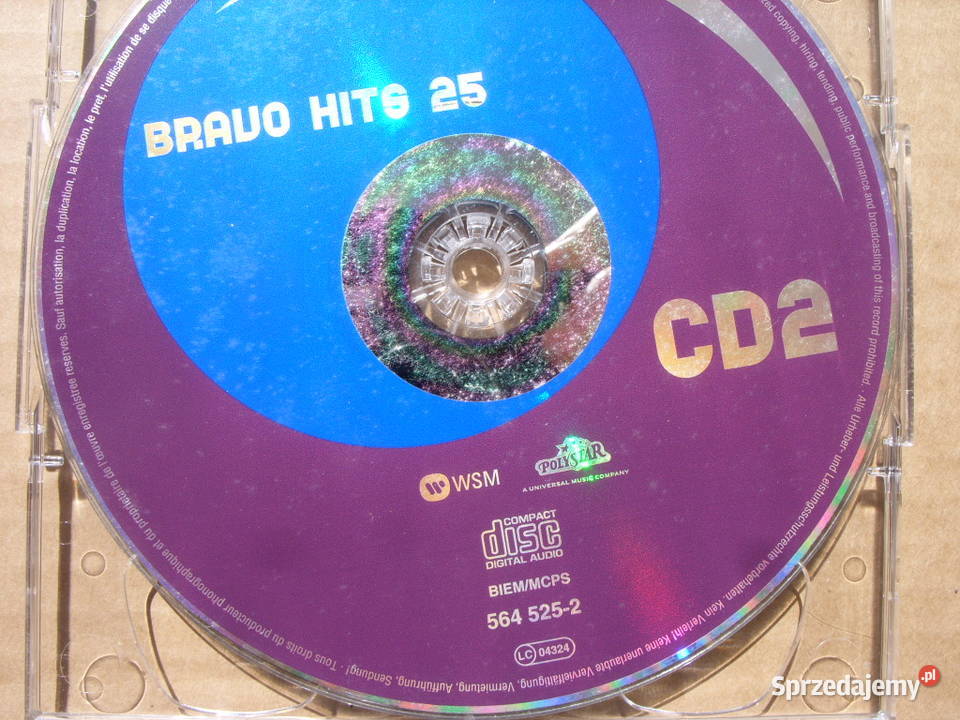 BRAVO HITS 25
CD2
WSM
POLYSTAR
A UNIVERSAL MUSIC COMPANY
COMPACT
disc
DIGITAL AUDIO
BIEM/MCPS
564 525-2
LC 04324
copying, hiring, lending, public performance and broadcasting of this record prohibited. · Alle Urheber- und Leistungsschutzrechte vorbehalten. Kein Verleih! Keine unerlaubte Vervielfältigung, Vermietung, Aufführung, Sendung! · Tous droits du producteur phonographique et du propriétaire de l'œuvre enregistrée reserves. Sauf autorisation, la duplication, la location, le pret, l'utilisation de se disque
Sprzedajemy.pl